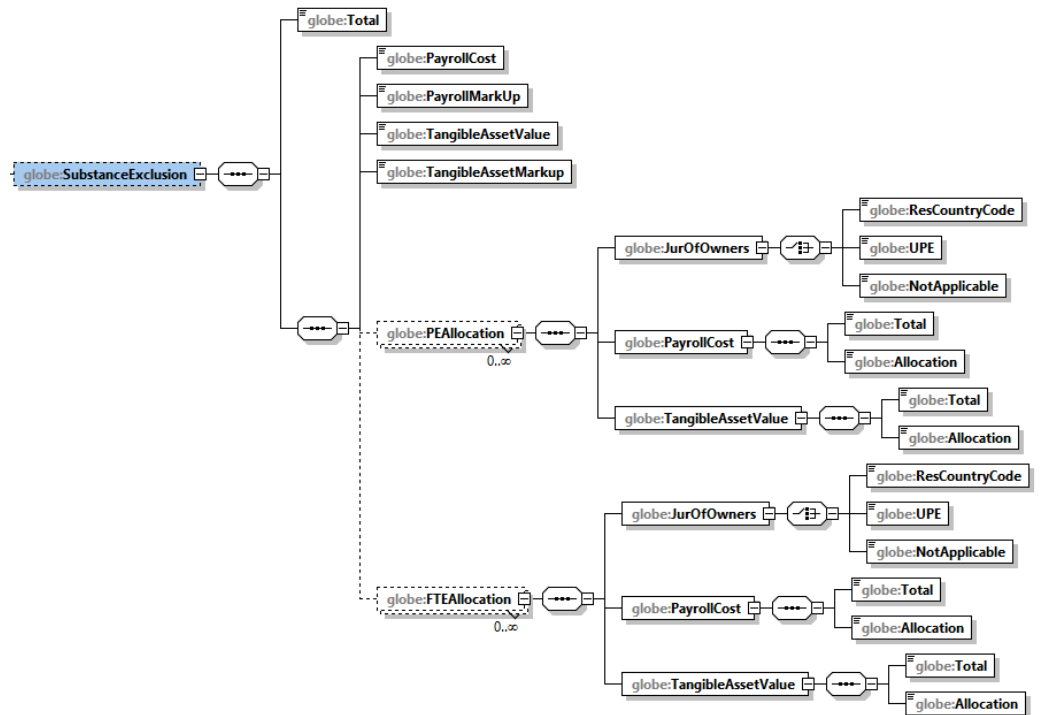 globe:Total
globe:PayrollCost
globe:PayrollMarkUp
globe:TangibleAssetValue
globe:SubstanceExclusion
globe:TangibleAssetMarkup
globe:ResCountryCode
globe:JurOfOwners
globe:UPE
globe:NotApplicable
globe:PEAllocation
0..∞
globe:Total
globe:PayrollCost
globe:Allocation
globe:Total
globe:TangibleAssetValue
globe:Allocation
globe:ResCountryCode
globe:JurOfOwners
globe:UPE
globe:NotApplicable
globe:FTEAllocation
0..∞
globe:Total
globe:PayrollCost
globe:Allocation
globe:Total
globe:TangibleAssetValue
globe:Allocation